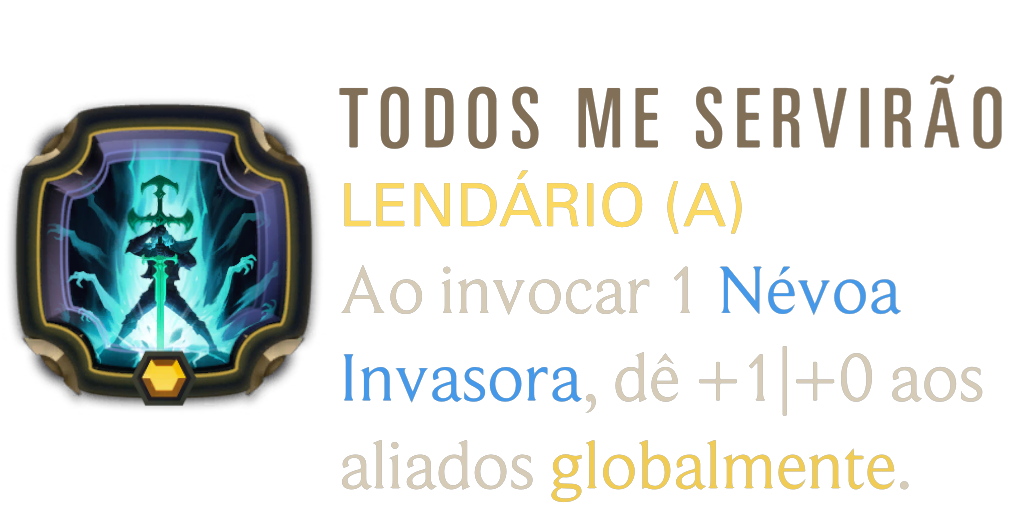 TODOS ME SERVIRÃO
LENDÁRIO (A)
Ao invocar 1 Névoa
Invasora, dê +1|+0 aos
aliados globalmente.